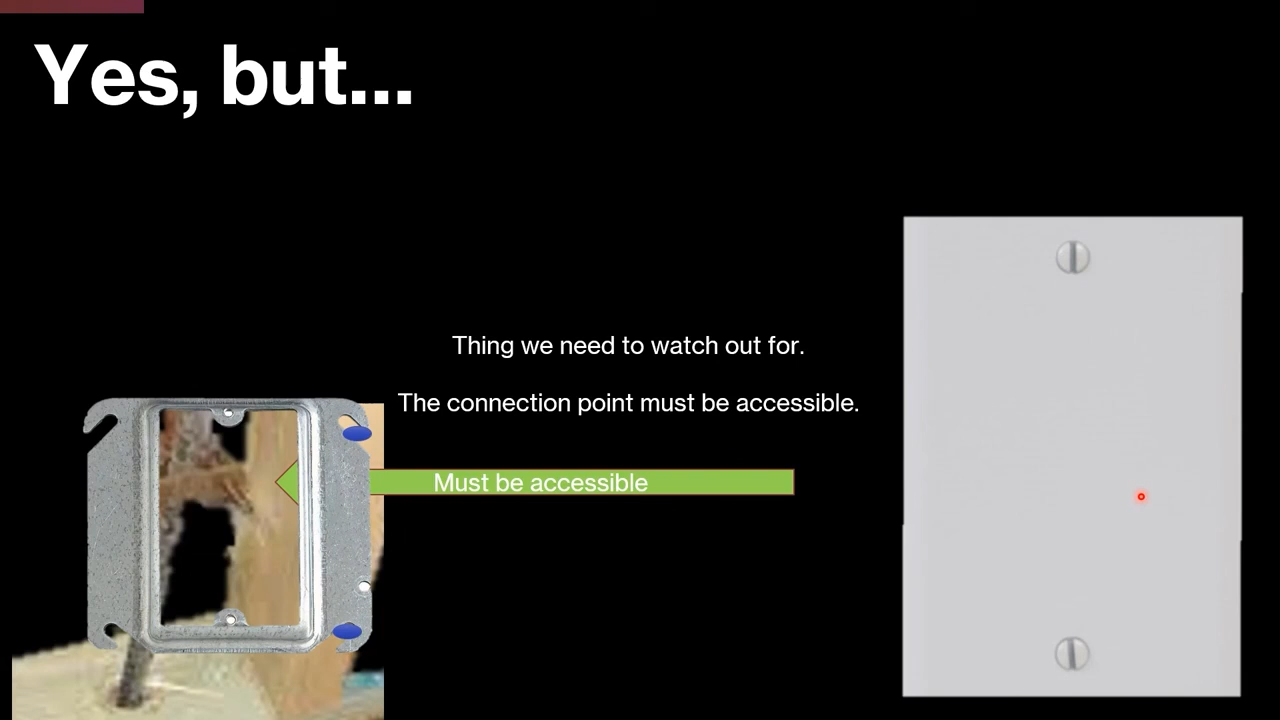 Yes, but...
Thing we need to watch out for.
The connection point must be accessible.
Must be accessible